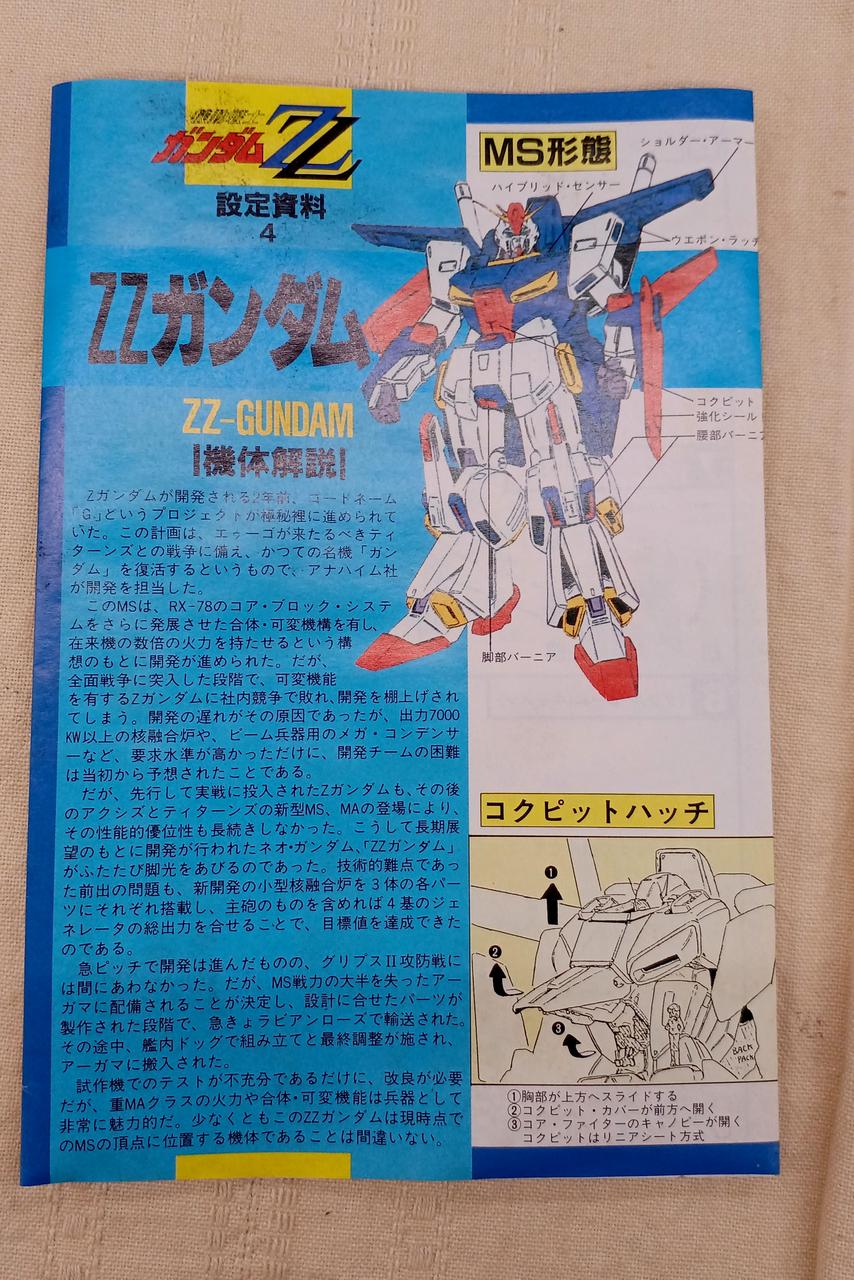 機動戦士
ガンダムZZ
設定資料
4
ZZガンダム
ZZ-GUNDAM
機体解説
Zガンダムが開発される2年前、コードネーム
「G」というプロジェクトが極秘裡に進められて
いた。この計画は、エゥーゴが来たるべきティ
ターンズとの戦争に備え、かつての名機「ガン
ダム」を復活するというもので、アナハイム社
が開発を担当した。
このMSは、RX-78のコア・ブロック・システ
ムをさらに発展させた合体・可変機構を有し、
在来機の数倍の火力を持たせるという構
想のもとに開発が進められた。だが、
全面戦争に突入した段階で、可変機能
を有するZガンダムに社内競争で敗れ、開発を棚上げされ
てしまう。開発の遅れがその原因であったが、出力7000
KW以上の核融合炉や、ビーム兵器用のメガ・コンデンサ
ーなど、要求水準が高かっただけに、開発チームの困難
は当初から予想されたことである。
だが、先行して実戦に投入されたZガンダムも、その後
のアクシズとティターンズの新型MS、MAの登場により、
その性能的優位性も長続きしなかった。こうして長期展
望のもとに開発が行われたネオ・ガンダム、「ZZガンダム」
がふたたび脚光をあびるのであった。技術的難点であっ
た前出の問題も、新開発の小型核融合炉を3体の各パー
ツにそれぞれ搭載し、主砲のものを含めれば4基のジェ
ネレータの総出力を合せることで、目標値を達成できた
のである。
急ピッチで開発は進んだものの、グリプスII攻防戦に
は間にあわなかった。だが、MS戦力の大半を失ったアー
ガマに配備されることが決定し、設計に合せたパーツが
製作された段階で、急きょラビアンローズで輸送された。
その途中、艦内ドッグで組み立てと最終調整が施され、
アーガマに搬入された。
試作機でのテストが不充分であるだけに、改良が必要
だが、重MAクラスの火力や合体・可変機能は兵器として
非常に魅力的だ。少なくともこのZZガンダムは現時点で
のMSの頂点に位置する機体であることは間違いない。
MS形態
ショルダー・アーマー
ハイブリッド・センサー
ウエポン・ラッチ
コクピット
強化シール
腰部バーニア
脚部バーニア
コクピットハッチ
①
②
③
BACK
PACK
①胸部が上方へスライドする
②コクピット・カバーが前方へ開く
③コア・ファイターのキャノピーが開く
コクピットはリニアシート方式